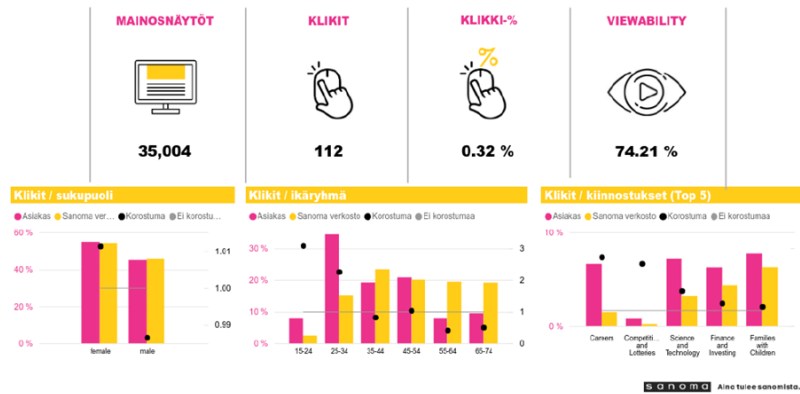 MAINOSNÄYTÖT
KLIKIT
KLIKKI-%
VIEWABILITY
%
35,004
112
0.32 %
74.21 %
Klikit / sukupuoli
Klikit / ikäryhmä
Klikit / kiinnostukset (Top 5)
Asiakas Sanoma ver... Korostuma Ei korostu...
Asiakas Sanoma verkosto Korostuma Ei korostumaa
Asiakas Sanoma verkosto Korostuma Ei korostumaa
60 %
40 %
20 %
0 %
1.01
1.00
0.99
female male
30 %
20 %
10 %
0 %
3
2
1
0
15-24 25-34 35-44 45-54 55-64 65-74
10 %
0 %
Careers
Competiti...
and
Lotteries
Science
and
Technology
Finance
and
Investing
Families
with
Children
sanoma Aina tulee sanomista.